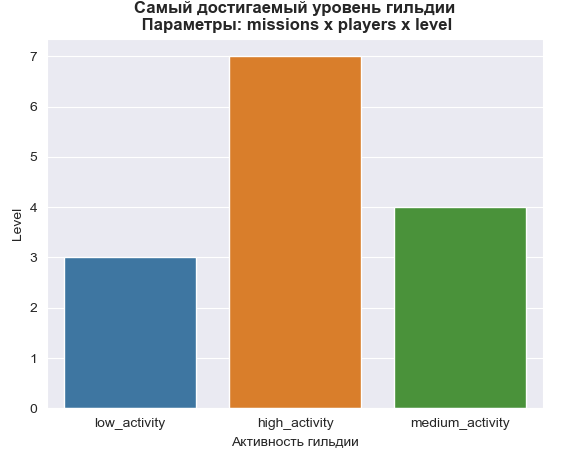 Самый достигаемый уровень гильдии
Параметры: missions x players x level
7
6
5
4
3
2
1
0
Level
low_activity
high_activity
medium_activity
Активность гильдии